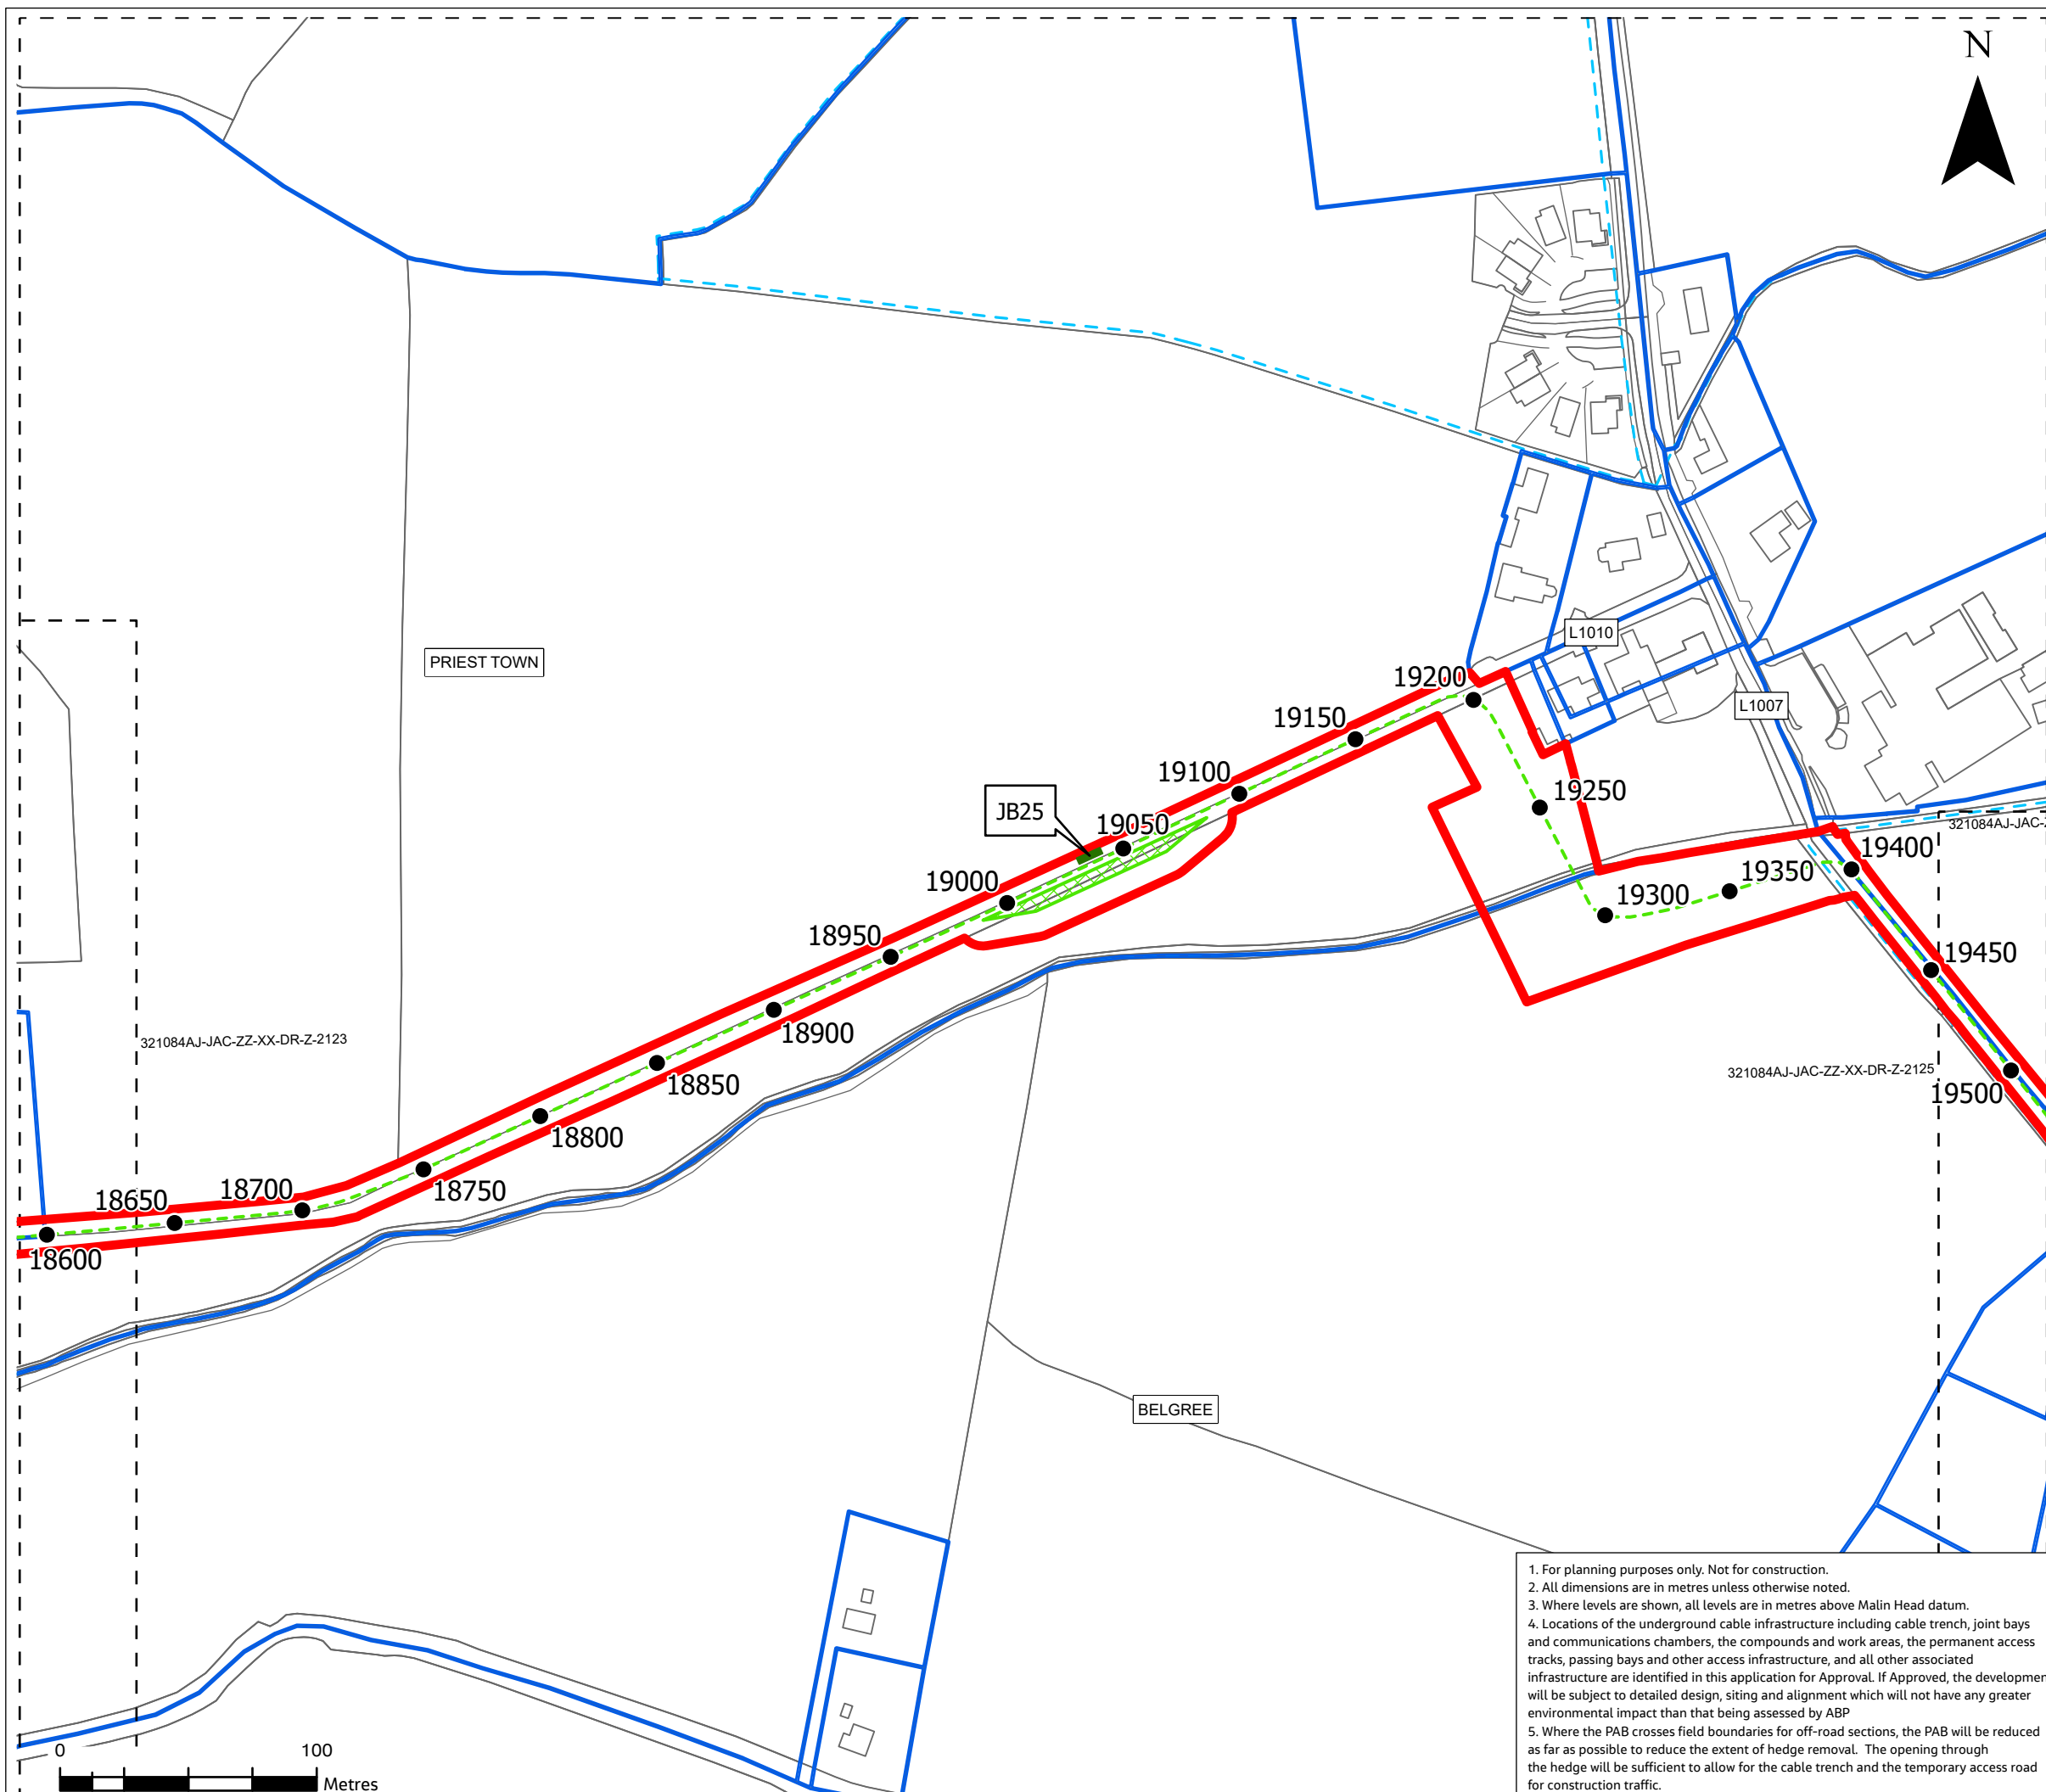 N
PRIEST TOWN
L1010
19200
L1007
19150
19100
19250
JB25
19050
321084AJ-JAC-Z
19400
19000
19350
19300
18950
19450
18900
321084AJ-JAC-ZZ-XX-DR-Z-2123
321084AJ-JAC-ZZ-XX-DR-Z-2125
18850
19500
18800
18750
18700
18650
18600
BELGREE
1. For planning purposes only. Not for construction.
2. All dimensions are in metres unless otherwise noted.
3. Where levels are shown, all levels are in metres above Malin Head datum.
4. Locations of the underground cable infrastructure including cable trench, joint bays
and communications chambers, the compounds and work areas, the permanent access
tracks, passing bays and other access infrastructure, and all other associated
infrastructure are identified in this application for Approval. If Approved, the developmen
will be subject to detailed design, siting and alignment which will not have any greater
environmental impact than that being assessed by ABP
5. Where the PAB crosses field boundaries for off-road sections, the PAB will be reduced
as far as possible to reduce the extent of hedge removal. The opening through
the hedge will be sufficient to allow for the cable trench and the temporary access road
for construction traffic.
0 100
Metres